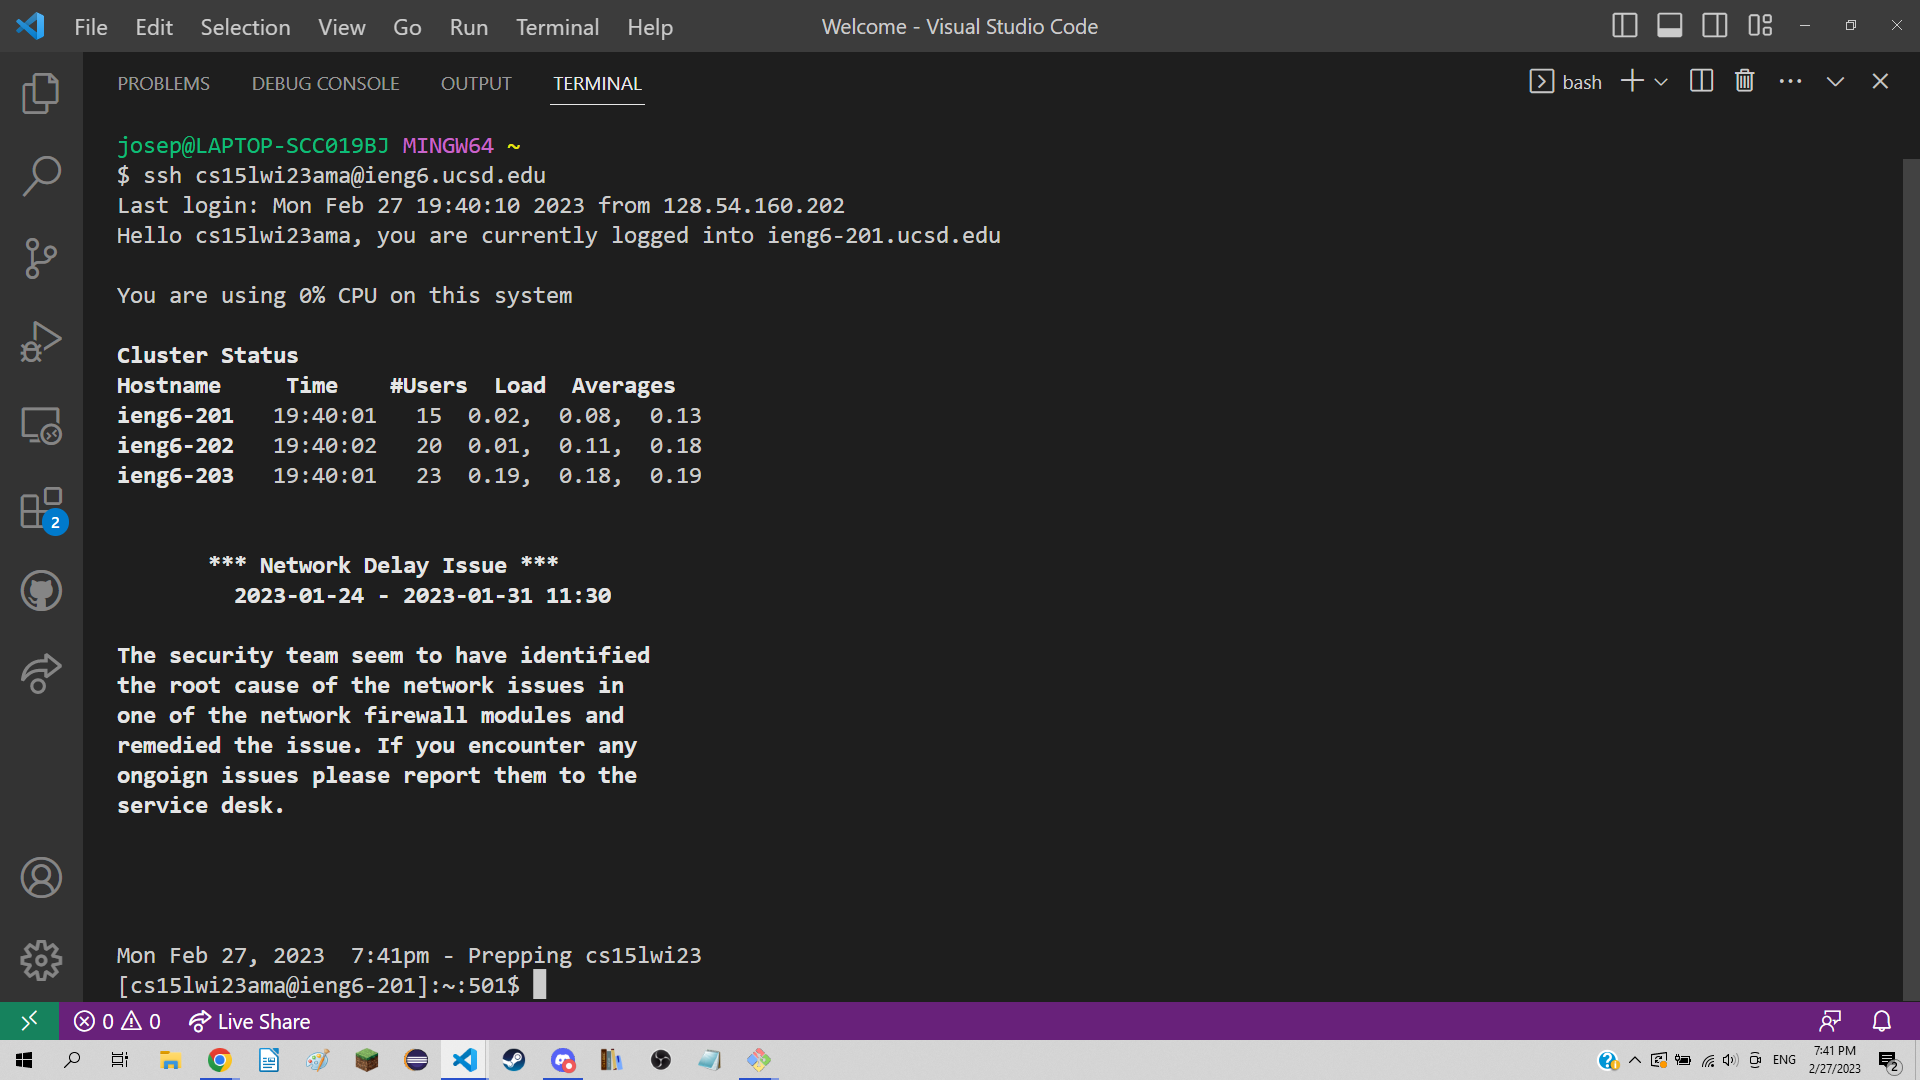 File Edit Selection View Go Run Terminal Help
Welcome - Visual Studio Code
PROBLEMS DEBUG CONSOLE OUTPUT TERMINAL
bash
josep@LAPTOP-SCC019BJ MINGW64 ~
$ ssh cs15lwi23ama@ieng6.ucsd.edu
Last login: Mon Feb 27 19:40:10 2023 from 128.54.160.202
Hello cs15lwi23ama, you are currently logged into ieng6-201.ucsd.edu
You are using 0% CPU on this system
Cluster Status
Hostname Time #Users Load Averages
ieng6-201 19:40:01 15 0.02, 0.08, 0.13
ieng6-202 19:40:02 20 0.01, 0.11, 0.18
ieng6-203 19:40:01 23 0.19, 0.18, 0.19
2
*** Network Delay Issue ***
2023-01-24 - 2023-01-31 11:30
The security team seem to have identified
the root cause of the network issues in
one of the network firewall modules and
remedied the issue. If you encounter any
ongoign issues please report them to the
service desk.
Mon Feb 27, 2023 7:41pm - Prepping cs15lwi23
[cs15lwi23ama@ieng6-201]:~:501$
0 0 Live Share
ENG
7:41 PM
2/27/2023
2